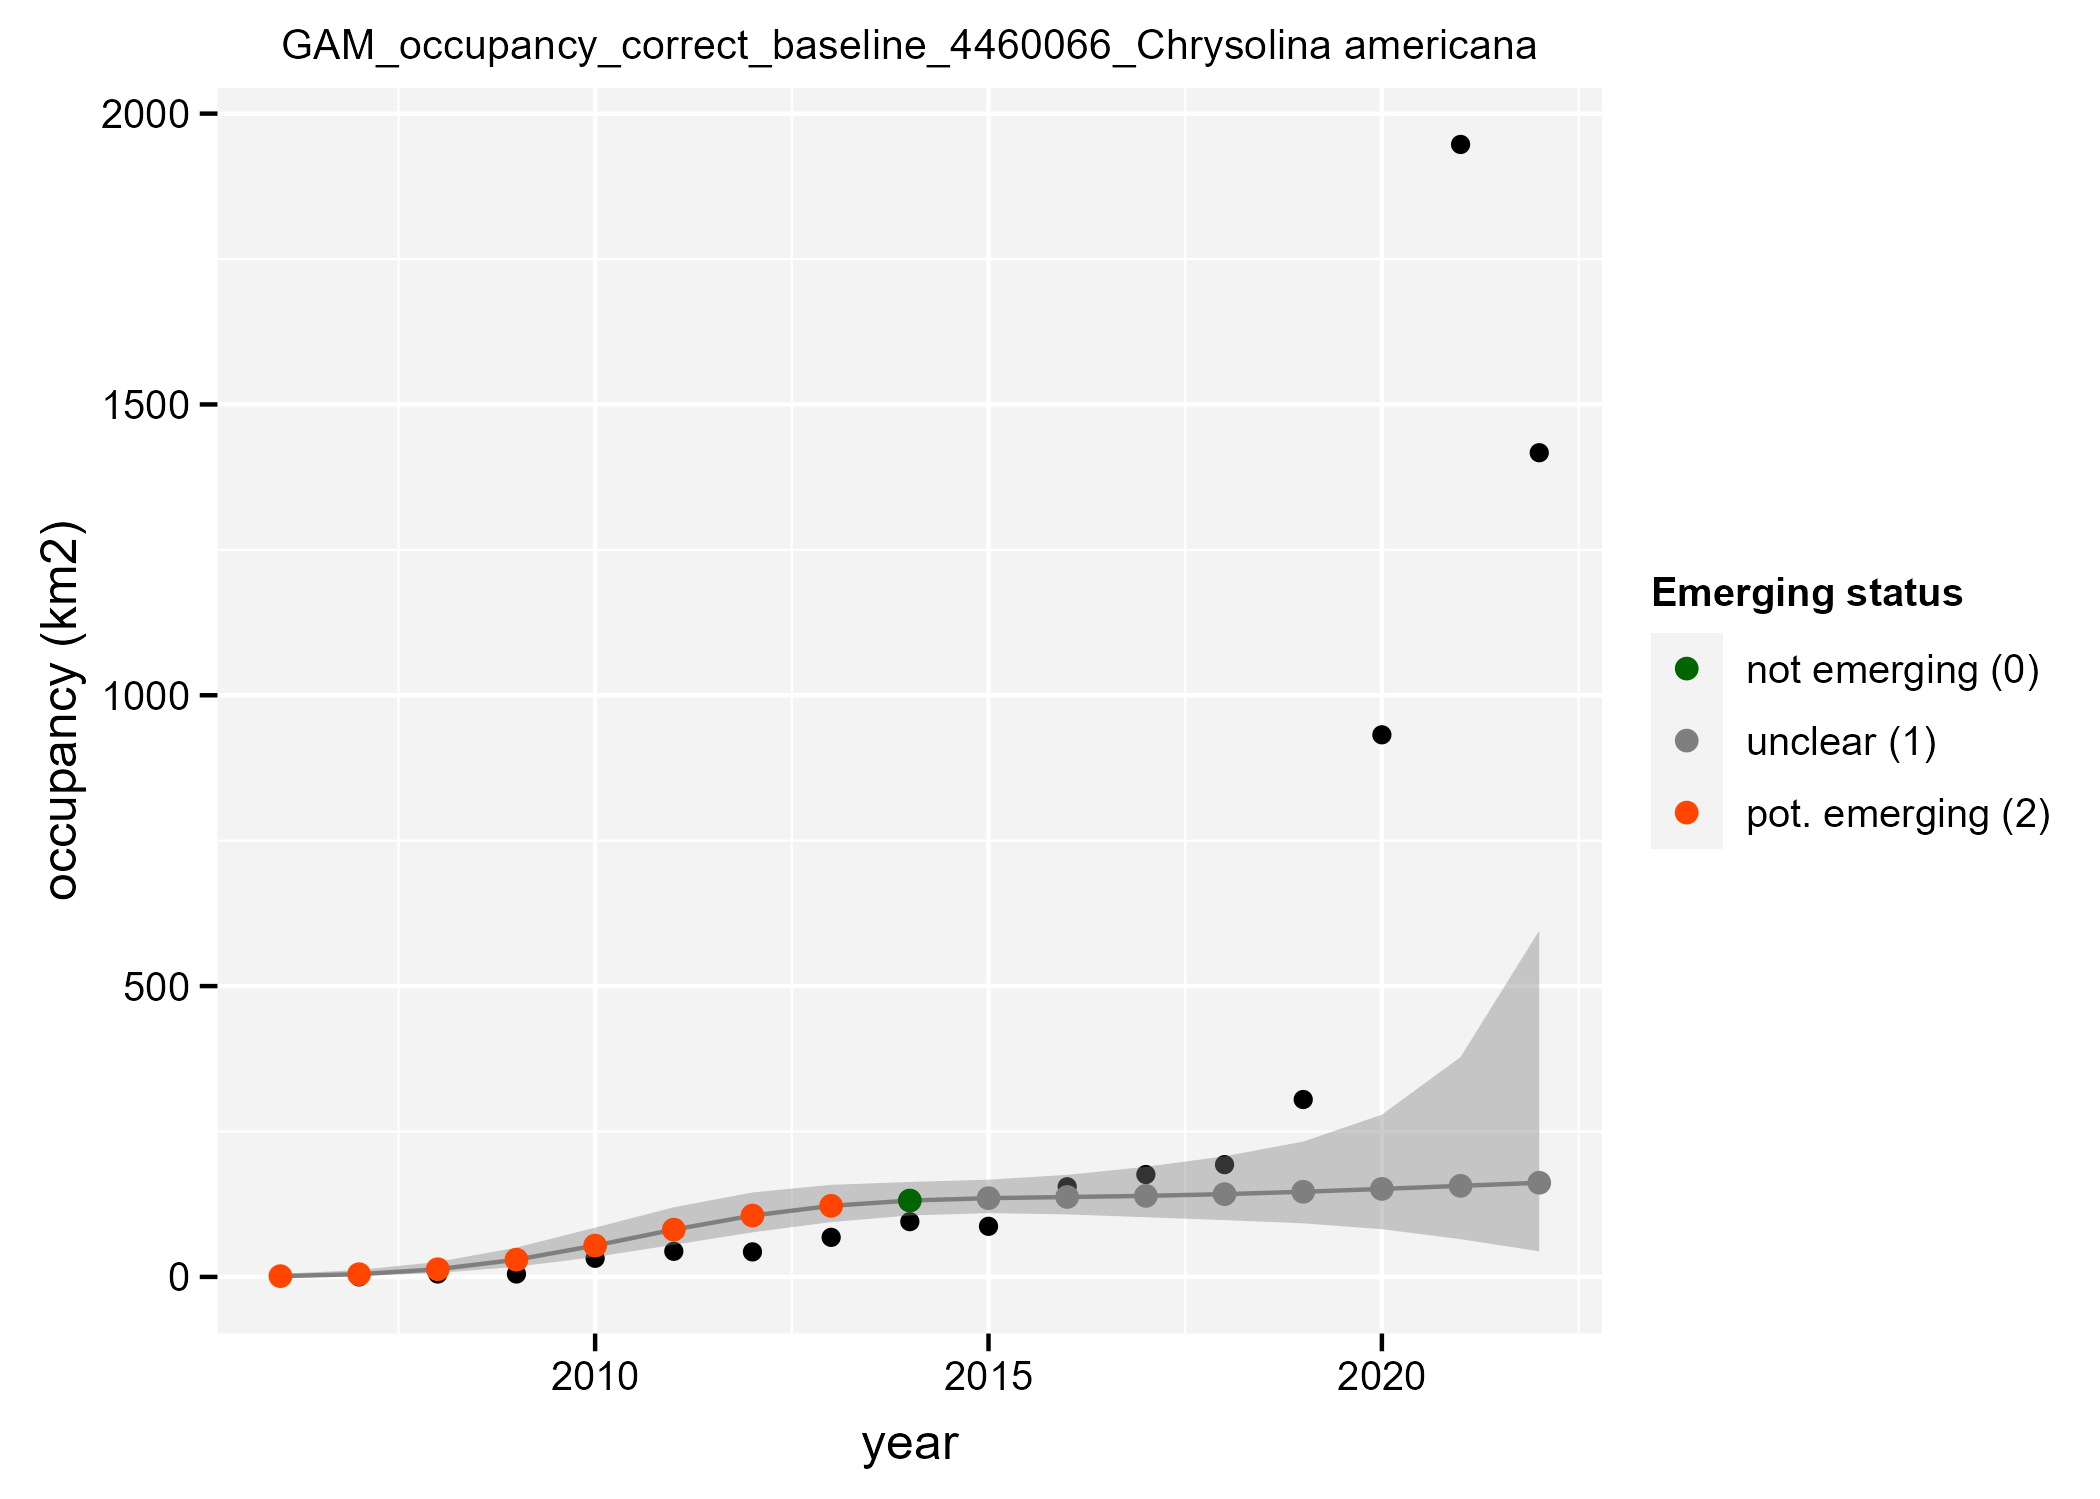 GAM_occupancy_correct_baseline_4460066_Chrysolina americana
2000
1500
1000
500
0
occupancy (km2)
2010
2015
2020
year
Emerging status
not emerging (0)
unclear (1)
pot. emerging (2)